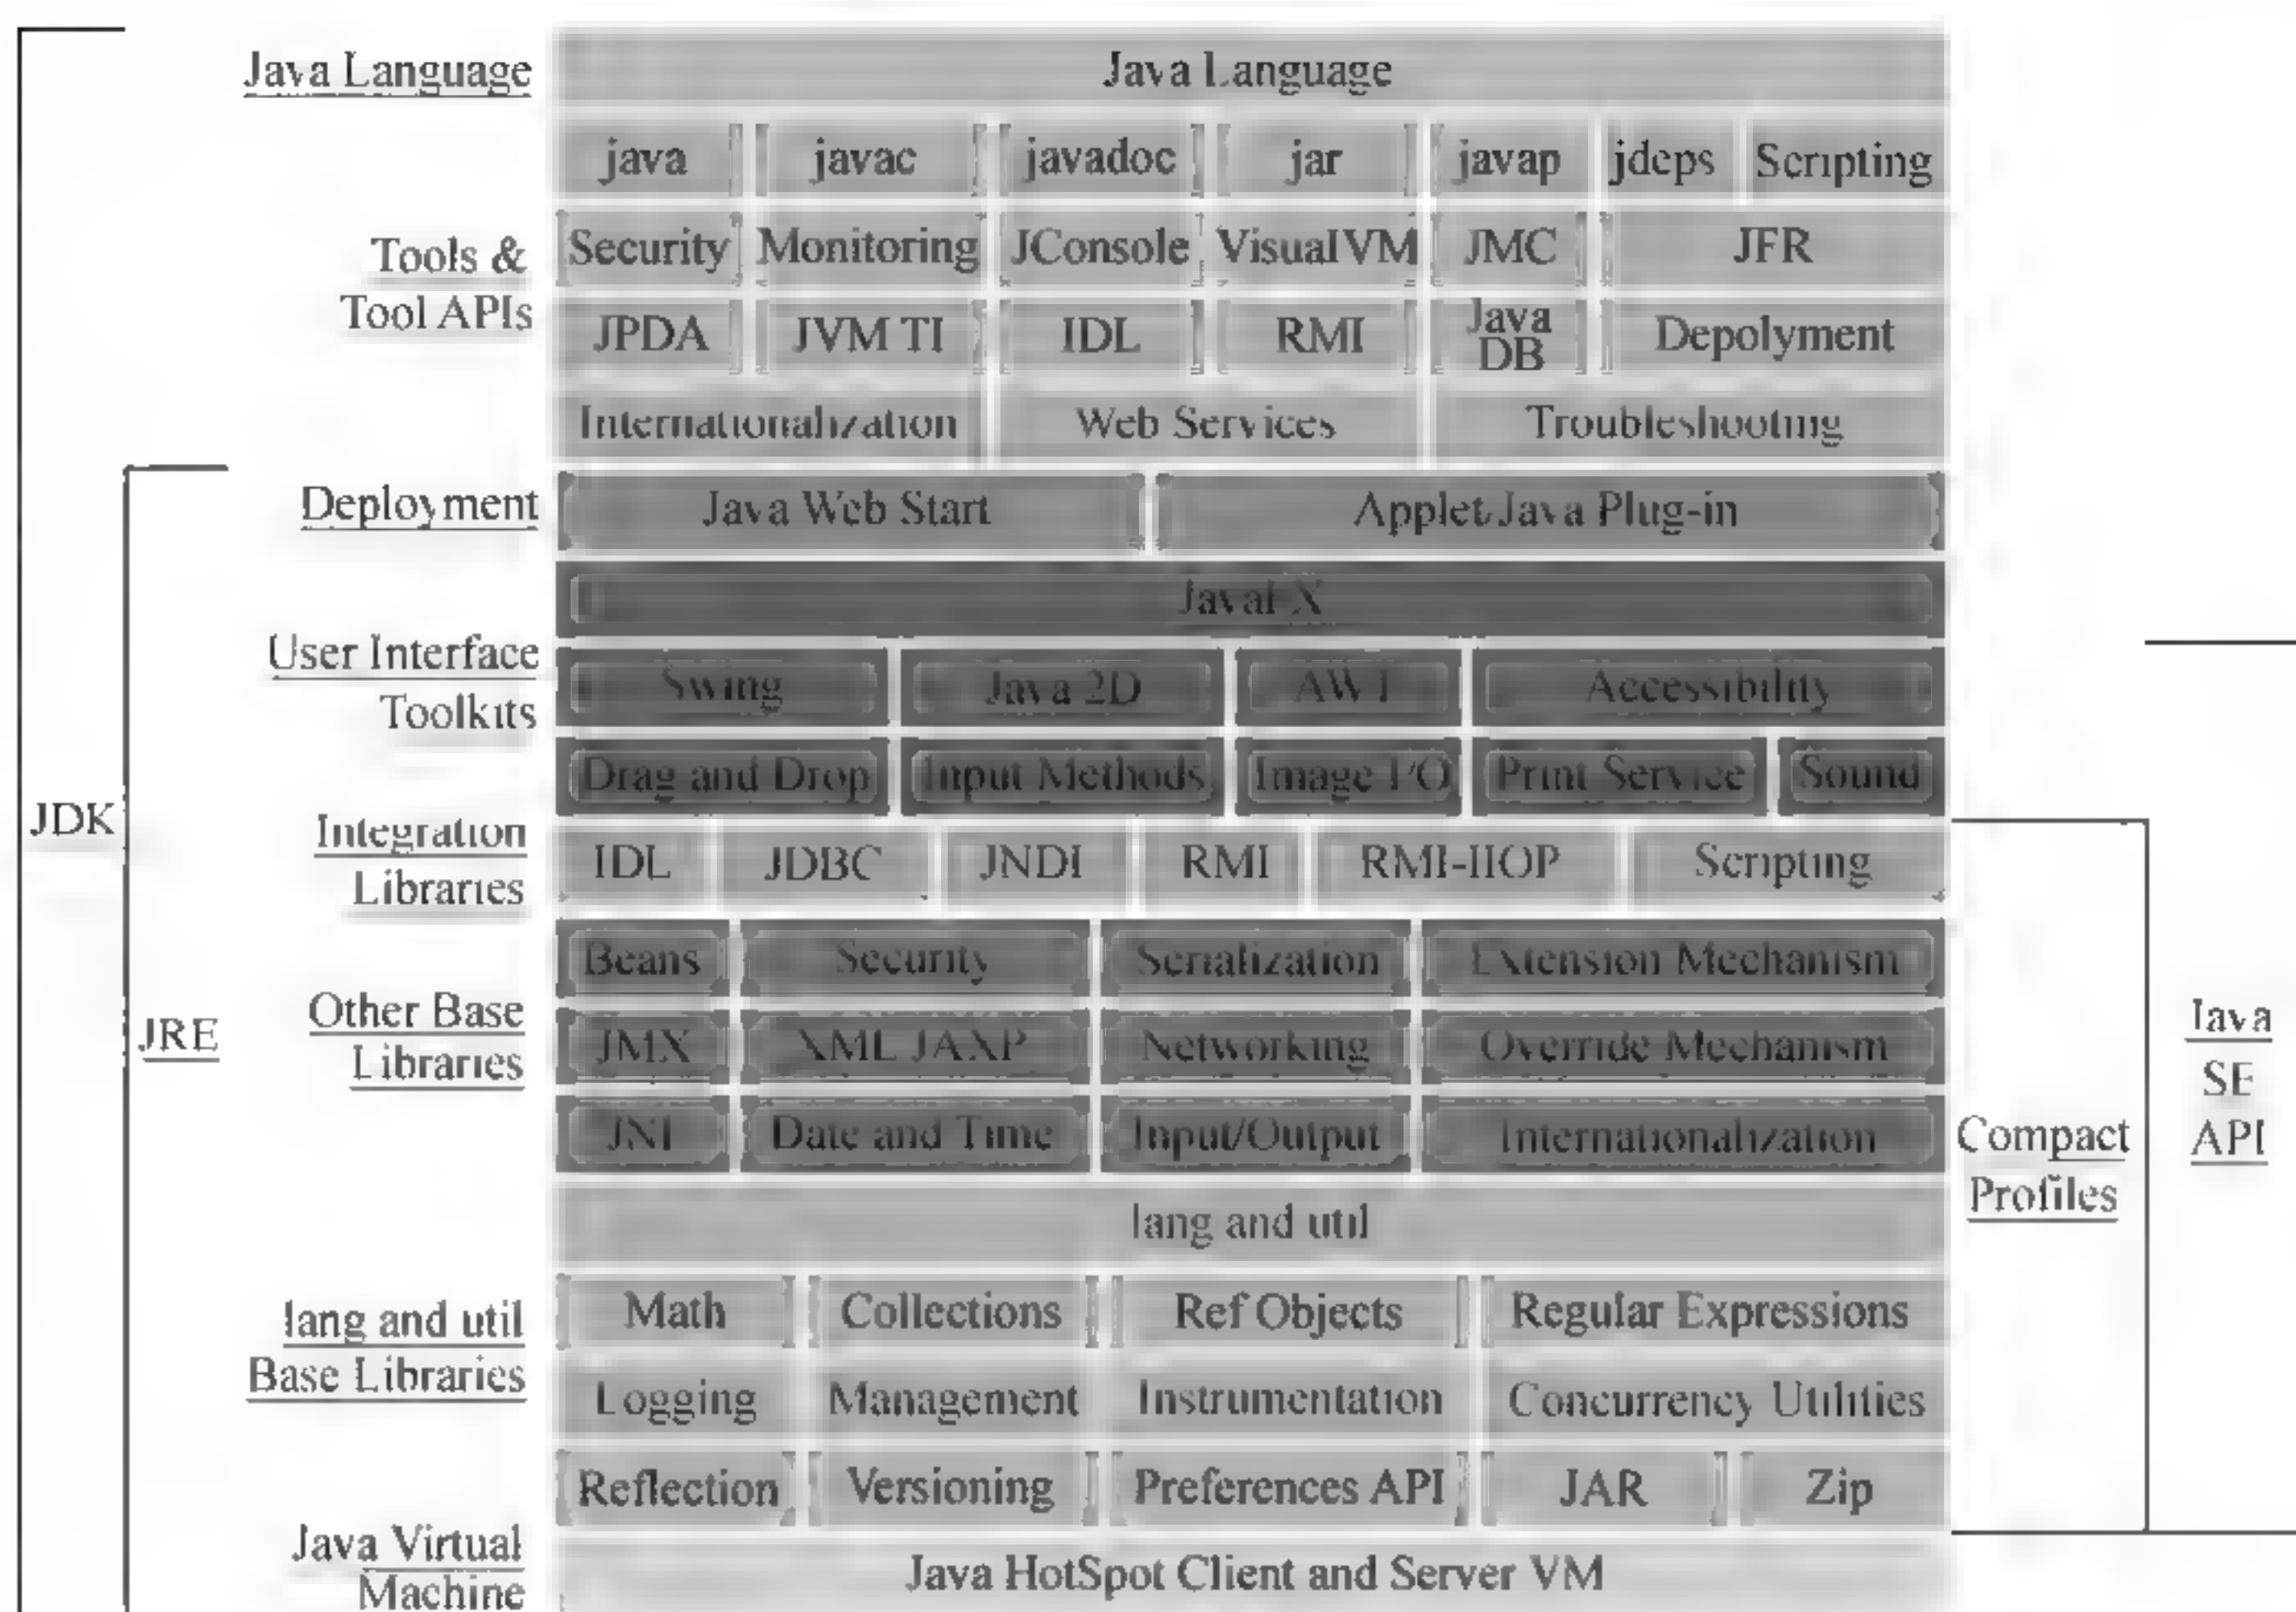 Java Language
Java Language
java javac javadoc jar javap jdeps Scripting
Tools &
Tool APIs
Security Monitoring JConsole VisualVM JMC JFR
JPDA JVM TI IDL RMI Java DB Depolyment
Internationalization Web Services Troubleshooting
Deployment
Java Web Start Applet/Java Plug-in
JavaFX
User Interface
Toolkits
Swing Java 2D AWT Accessibility
Drag and Drop Input Methods Image I/O Print Service Sound
JDK
Integration
Libraries
IDL JDBC JNDI RMI RMI-IIOP Scripting
Beans Security Serialization Extension Mechanism
JRE
Other Base
Libraries
JMX XML JAXP Networking Override Mechanism
JNI Date and Time Input/Output Internationalization
Java
SE
API
Compact
Profiles
lang and util
lang and util
Base Libraries
Math Collections Ref Objects Regular Expressions
Logging Management Instrumentation Concurrency Utilities
Reflection Versioning Preferences API JAR Zip
Java Virtual
Machine
Java HotSpot Client and Server VM